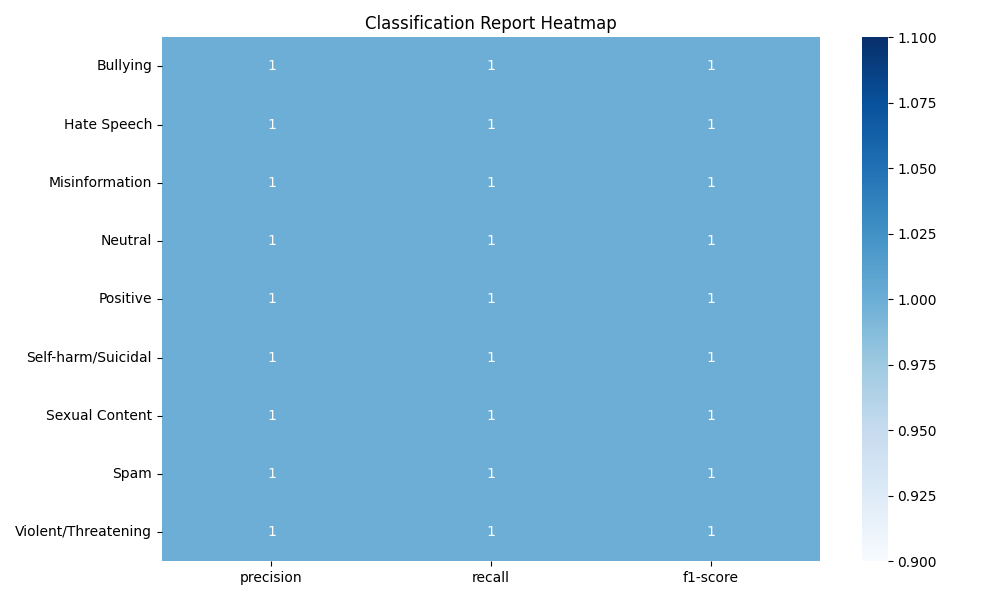 Classification Report Heatmap
Bullying 1 1 1
Hate Speech 1 1 1
Misinformation 1 1 1
Neutral 1 1 1
Positive 1 1 1
Self-harm/Suicidal 1 1 1
Sexual Content 1 1 1
Spam 1 1 1
Violent/Threatening 1 1 1
precision recall f1-score
1.100
1.075
1.050
1.025
1.000
0.975
0.950
0.925
0.900